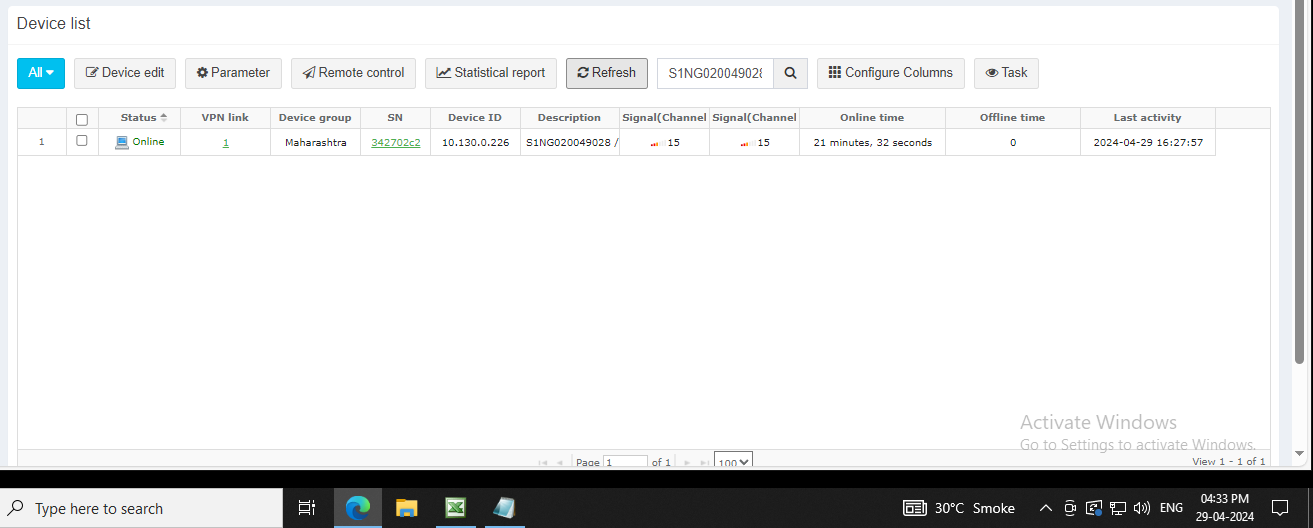 Device list
All Device edit Parameter Remote control Statistical report Refresh S1NG020049028 Configure Columns Task
Status VPN link Device group SN Device ID Description Signal(Channel Signal(Channel Online time Offline time Last activity
1 Online 1 Maharashtra 342702c2 10.130.0.226 S1NG020049028 / 15 15 21 minutes, 32 seconds 0 2024-04-29 16:27:57
Activate Windows
Go to Settings to activate Windows.
Page 1 of 1 100 View 1 - 1 of 1
Type here to search 30°C Smoke ENG 04:33 PM
29-04-2024